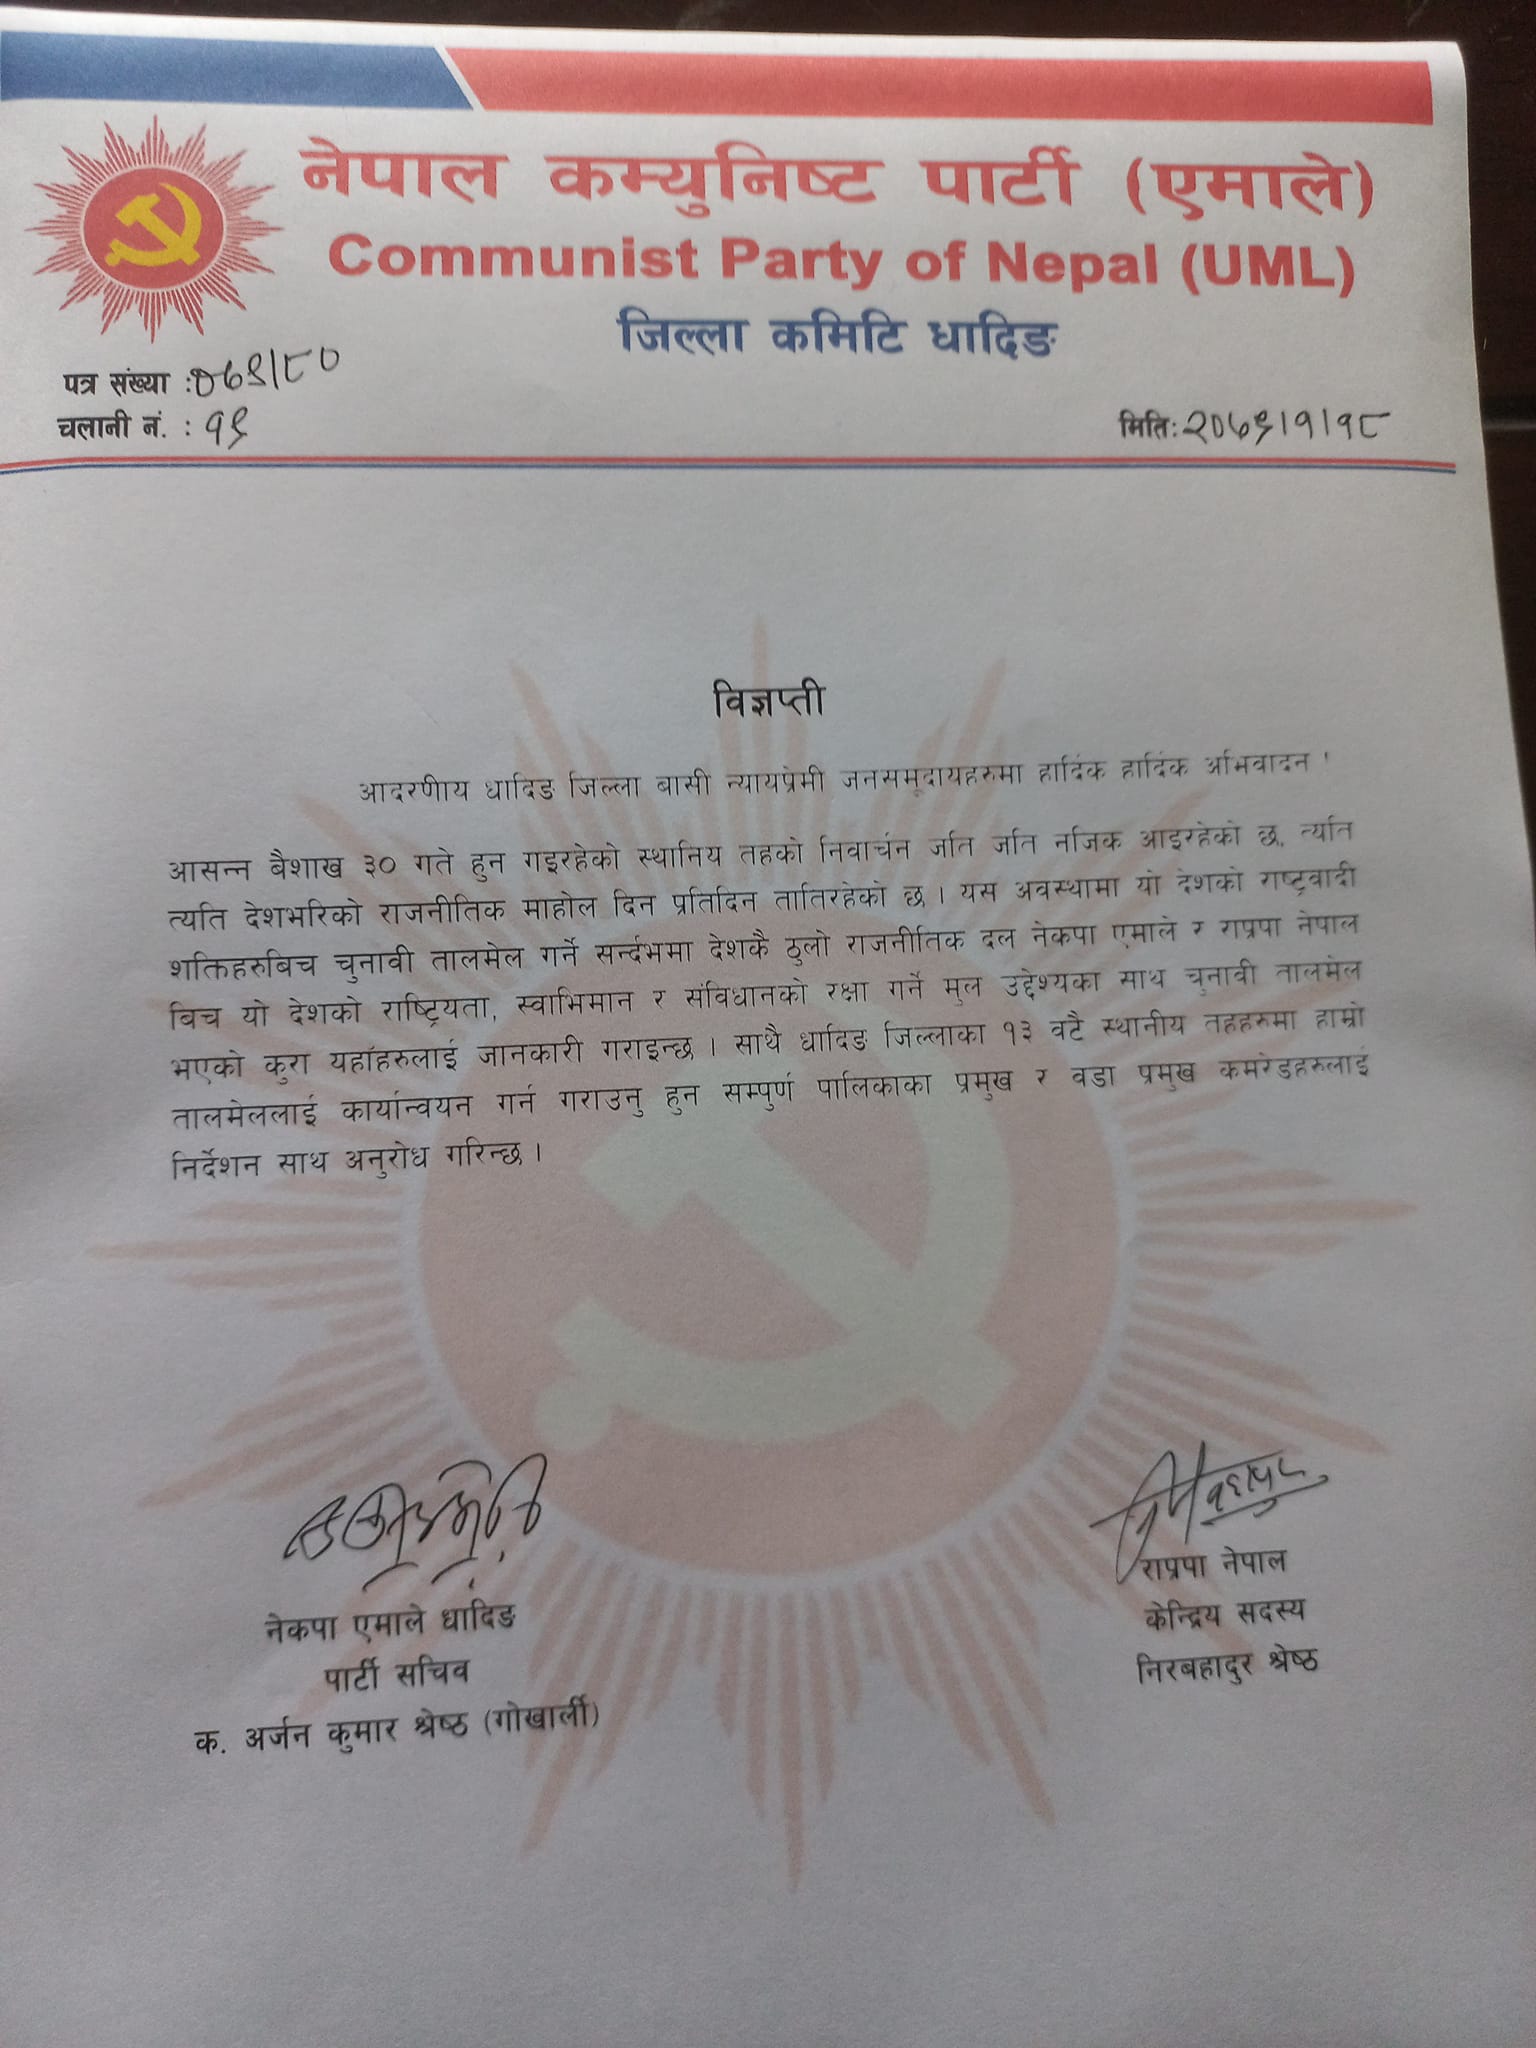 नेपाल कम्युनिष्ट पार्टी (एमाले)
Communist Party of Nepal (UML)
जिल्ला कमिटि धादिङ
पत्र संख्या :०७९/८०
चलानी नं. : १९
मिति: २०७९।१।१८
विज्ञप्ती
आदरणीय धादिङ जिल्ला बासी न्यायप्रेमी जनसमूदायहरुमा हार्दिक हार्दिक अभिवादन '
आसन्न बैशाख ३० गते हुन गइरहेको स्थानिय तहको निवार्चन जति जति नजिक आइरहेको छ, त्यति
त्यति देशभरिको राजनीतिक माहोल दिन प्रतिदिन तातिरहेको छ । यस अवस्थामा यो देशको राष्ट्रवादी
शक्तिहरुबिच चुनावी तालमेल गर्ने सर्न्दभमा देशकै ठुलो राजनीतिक दल नेकपा एमाले र राप्रपा नेपाल
बिच यो देशको राष्ट्रियता, स्वाभिमान र संविधानको रक्षा गर्ने मुल उद्देश्यका साथ चुनावी तालमेल
भएको कुरा यहाँहरुलाई जानकारी गराइन्छ । साथै धादिङ जिल्लाका १३ वटै स्थानीय तहहरुमा हाम्रो
तालमेललाई कार्यान्वयन गर्न गराउनु हुन सम्पुर्ण पालिकाका प्रमुख र वडा प्रमुख कमरेडहरुलाई
निर्देशन साथ अनुरोध गरिन्छ ।
नेकपा एमाले धादिङ
पार्टी सचिव
क. अर्जन कुमार श्रेष्ठ (गोर्खाली)
राप्रपा नेपाल
केन्द्रिय सदस्य
निरबहादुर श्रेष्ठ